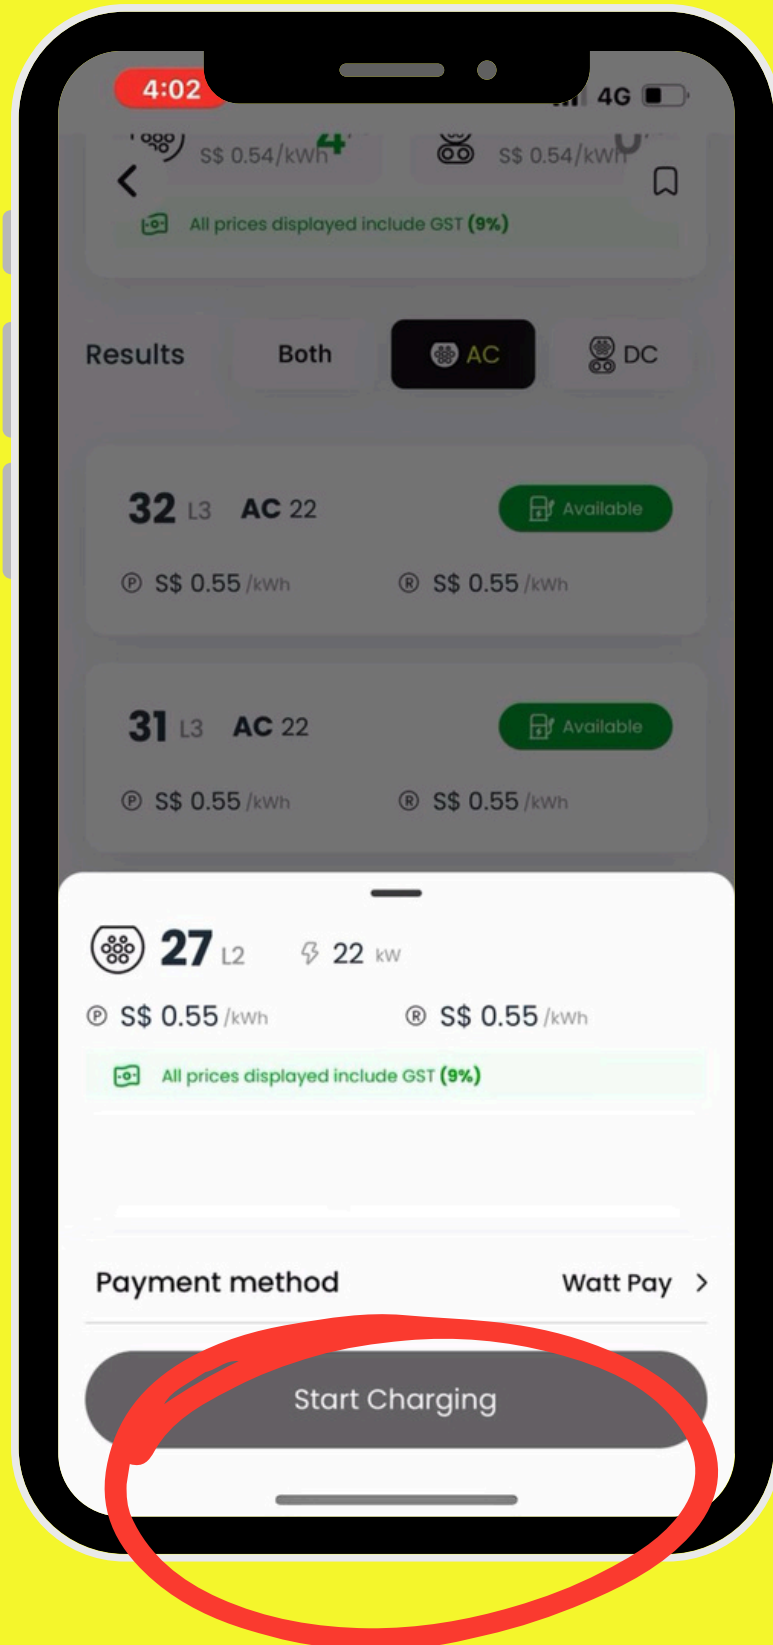 4:02 4G
4 0
S$ 0.54/kWh S$ 0.54/kWh
All prices displayed include GST (9%)
Results Both AC DC
32 L3 AC 22 Available
P S$ 0.55 /kWh R S$ 0.55 /kWh
31 L3 AC 22 Available
P S$ 0.55 /kWh R S$ 0.55 /kWh
27 L2 22 kW
P S$ 0.55 /kWh R S$ 0.55 /kWh
All prices displayed include GST (9%)
Payment method Watt Pay
Start Charging